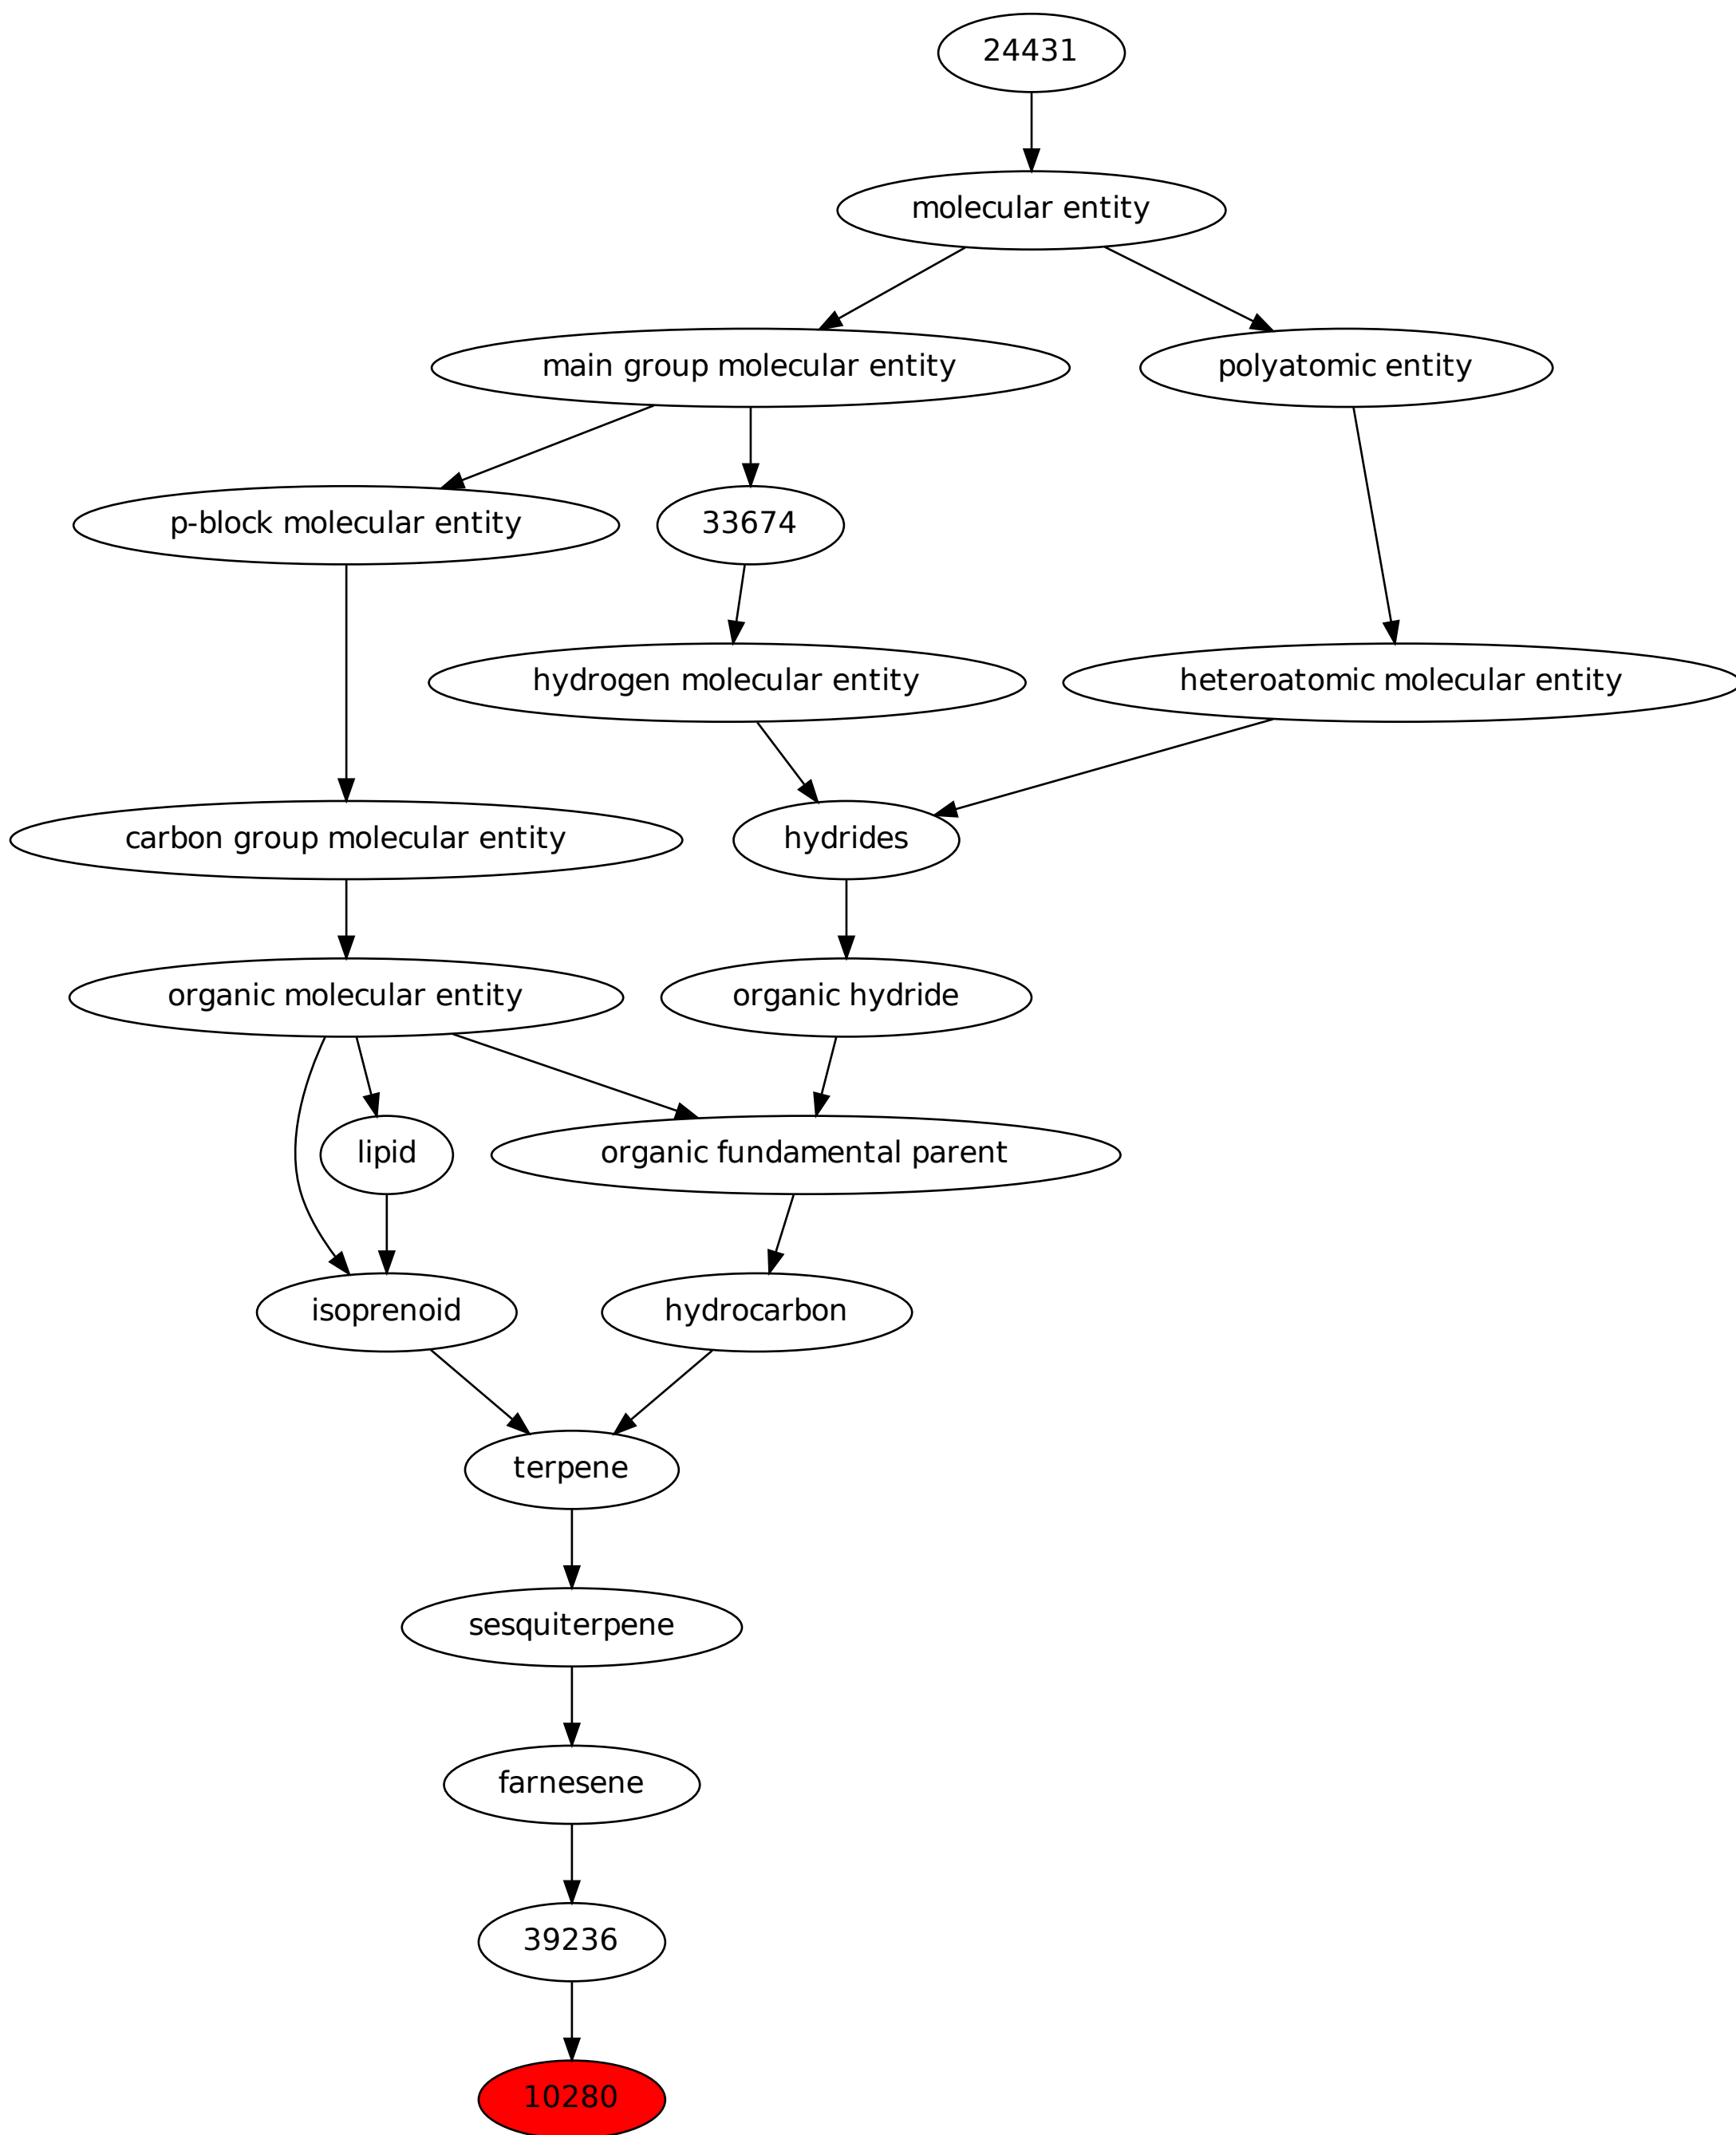 24431
molecular entity
main group molecular entity
polyatomic entity
p-block molecular entity
33674
hydrogen molecular entity
heteroatomic molecular entity
carbon group molecular entity
hydrides
organic molecular entity
organic hydride
lipid
organic fundamental parent
isoprenoid
hydrocarbon
terpene
sesquiterpene
farnesene
39236
10280